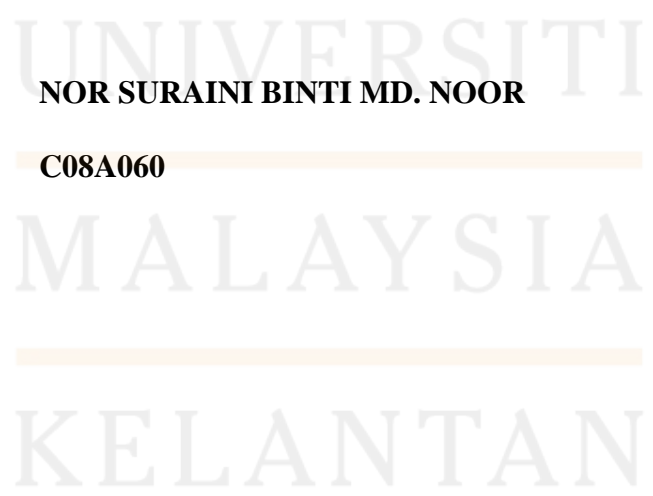 UNIVERSITI
NOR SURAINI BINTI MD. NOOR
C08A060
MALAYSIA
KELANTAN